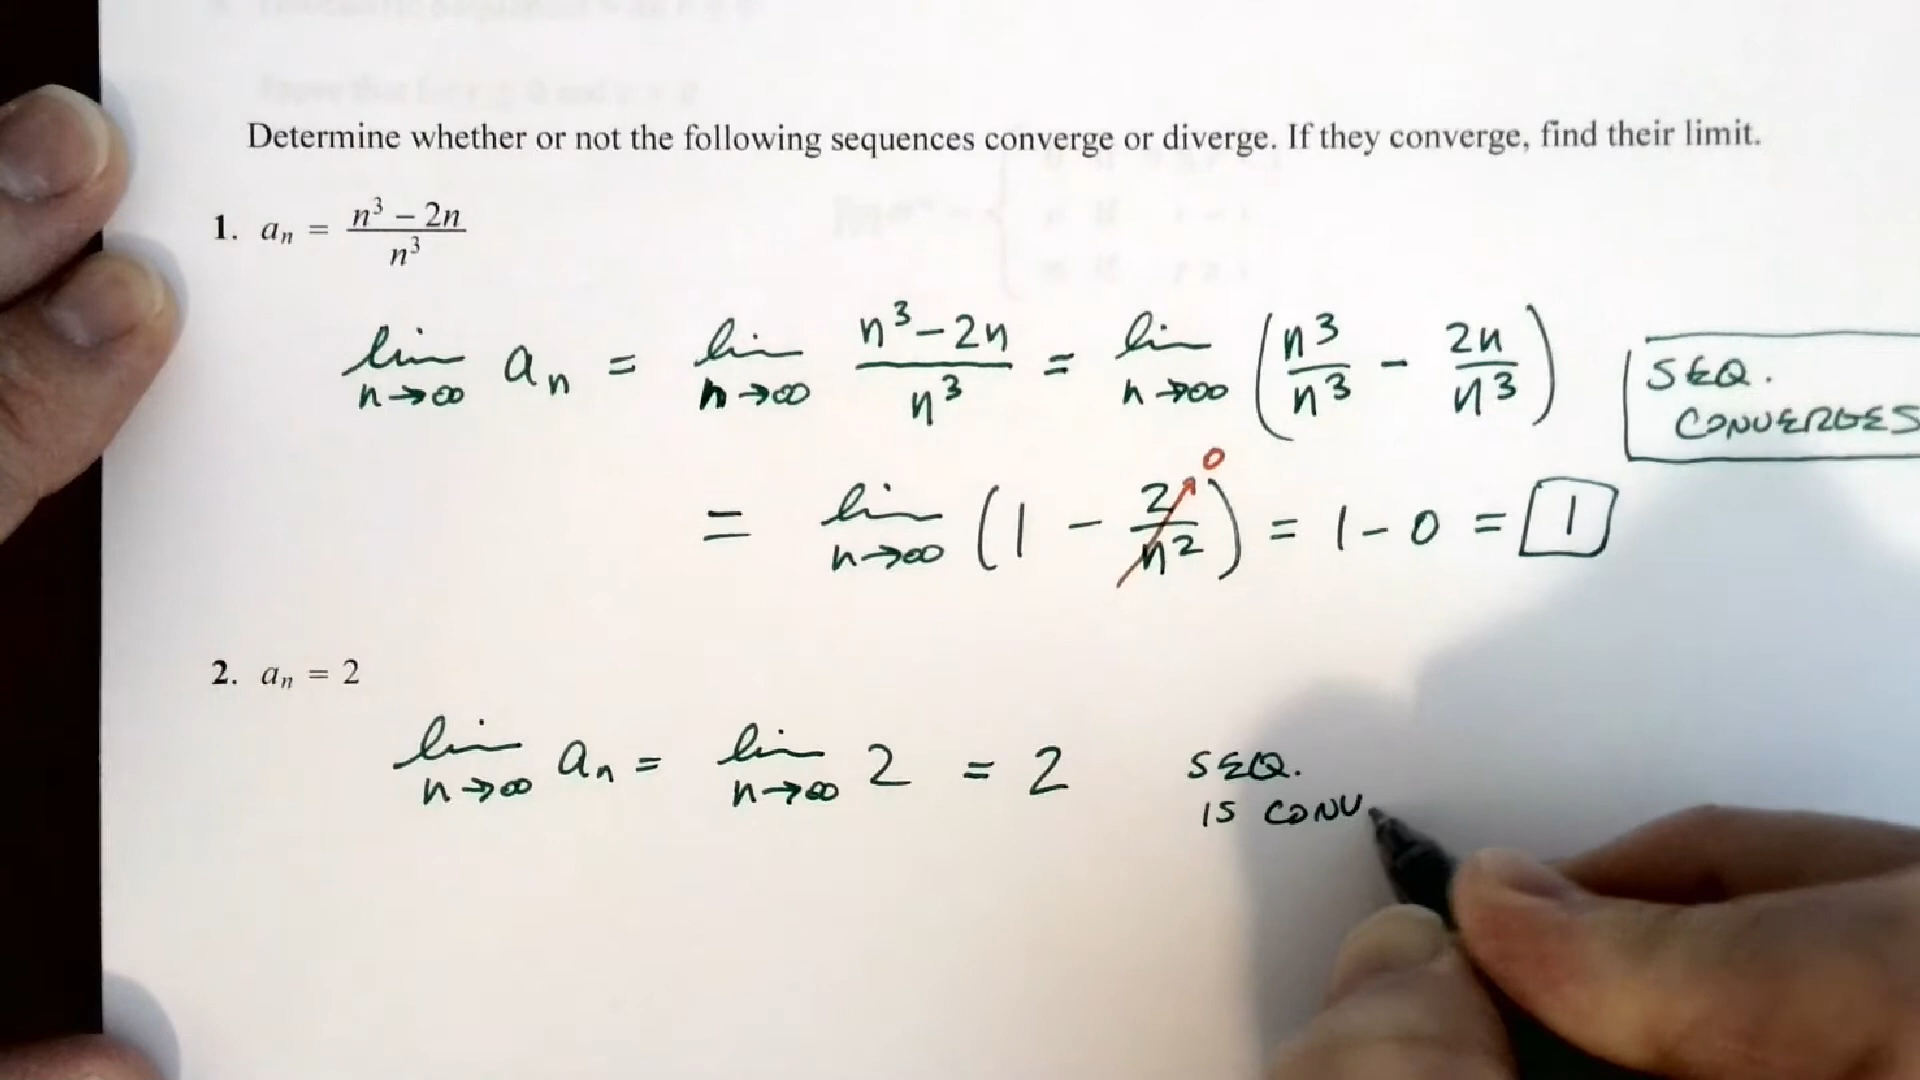 Determine whether or not the following sequences converge or diverge. If they converge, find their limit.
1. aₙ = (n³ − 2n)/n³
lim n→∞ aₙ = lim n→∞ (n³−2n)/n³ = lim n→∞ (n³/n³ − 2n/n³)
SEQ.
CONVERGES
0
= lim n→∞ (1 − 2/n²) = 1 − 0 = 1
2. aₙ = 2
lim n→∞ aₙ = lim n→∞ 2 = 2
SEQ.
IS CONV